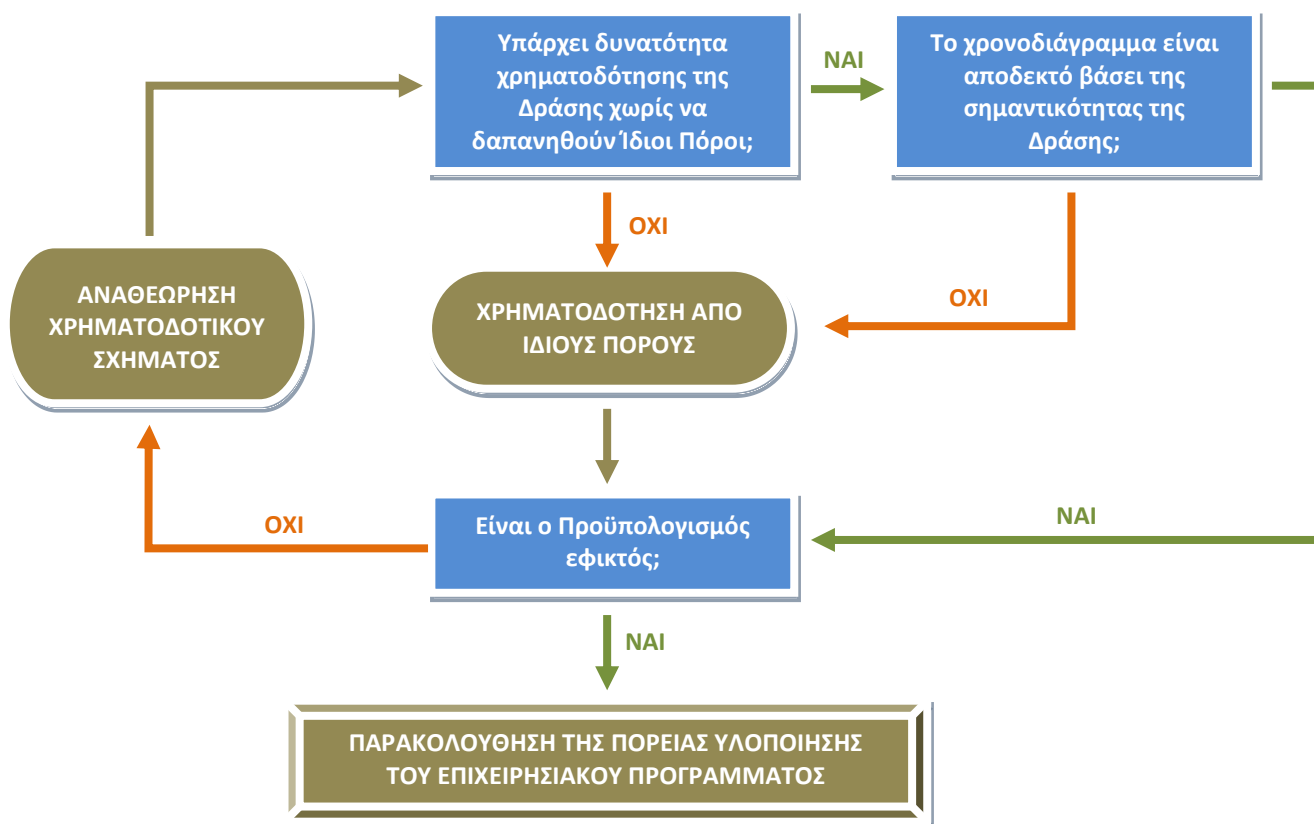 Υπάρχει δυνατότητα
χρηματοδότησης της
Δράσης χωρίς να
δαπανηθούν Ίδιοι Πόροι;
ΝΑΙ
Το χρονοδιάγραμμα είναι
αποδεκτό βάσει της
σημαντικότητας της
Δράσης;
ΟΧΙ
ΟΧΙ
ΑΝΑΘΕΩΡΗΣΗ
ΧΡΗΜΑΤΟΔΟΤΙΚΟΥ
ΣΧΗΜΑΤΟΣ
ΧΡΗΜΑΤΟΔΟΤΗΣΗ ΑΠΟ
ΙΔΙΟΥΣ ΠΟΡΟΥΣ
ΟΧΙ
Είναι ο Προϋπολογισμός
εφικτός;
ΝΑΙ
ΝΑΙ
ΠΑΡΑΚΟΛΟΥΘΗΣΗ ΤΗΣ ΠΟΡΕΙΑΣ ΥΛΟΠΟΙΗΣΗΣ
ΤΟΥ ΕΠΙΧΕΙΡΗΣΙΑΚΟΥ ΠΡΟΓΡΑΜΜΑΤΟΣ